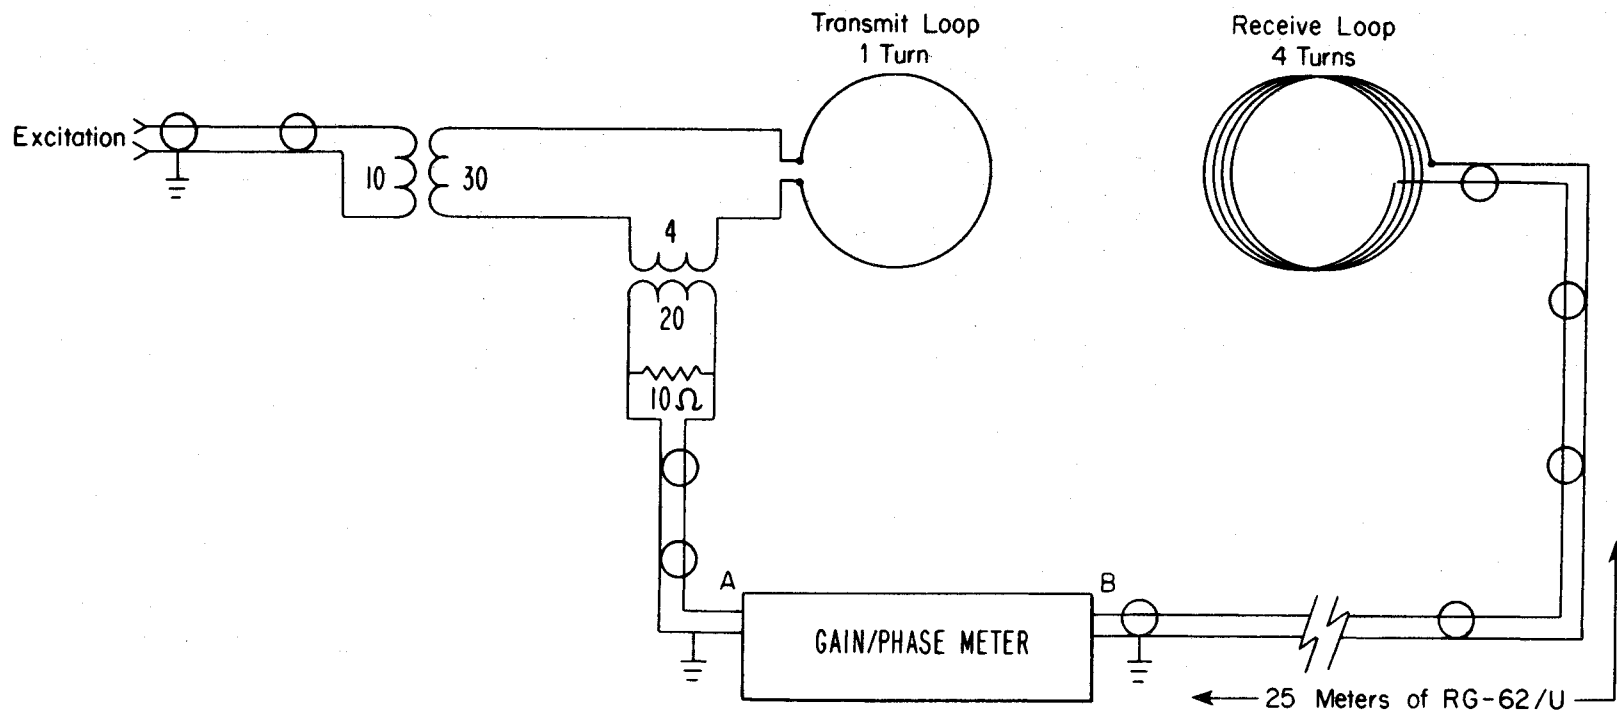 Transmit Loop
1 Turn
Receive Loop
4 Turns
Excitation
10
30
4
20
10Ω
A
B
GAIN/PHASE METER
25 Meters of RG-62/U